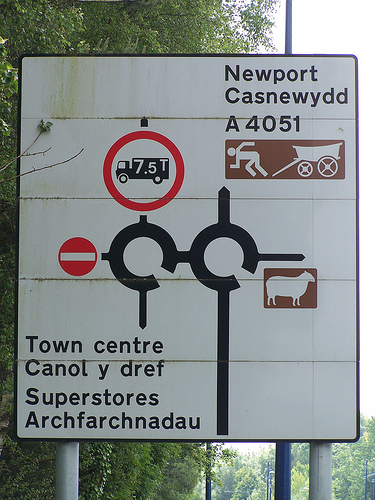 Newport
Casnewydd
A 4051
7.5T
Town centre
Canol y dref
Superstores
Archfarchnadau